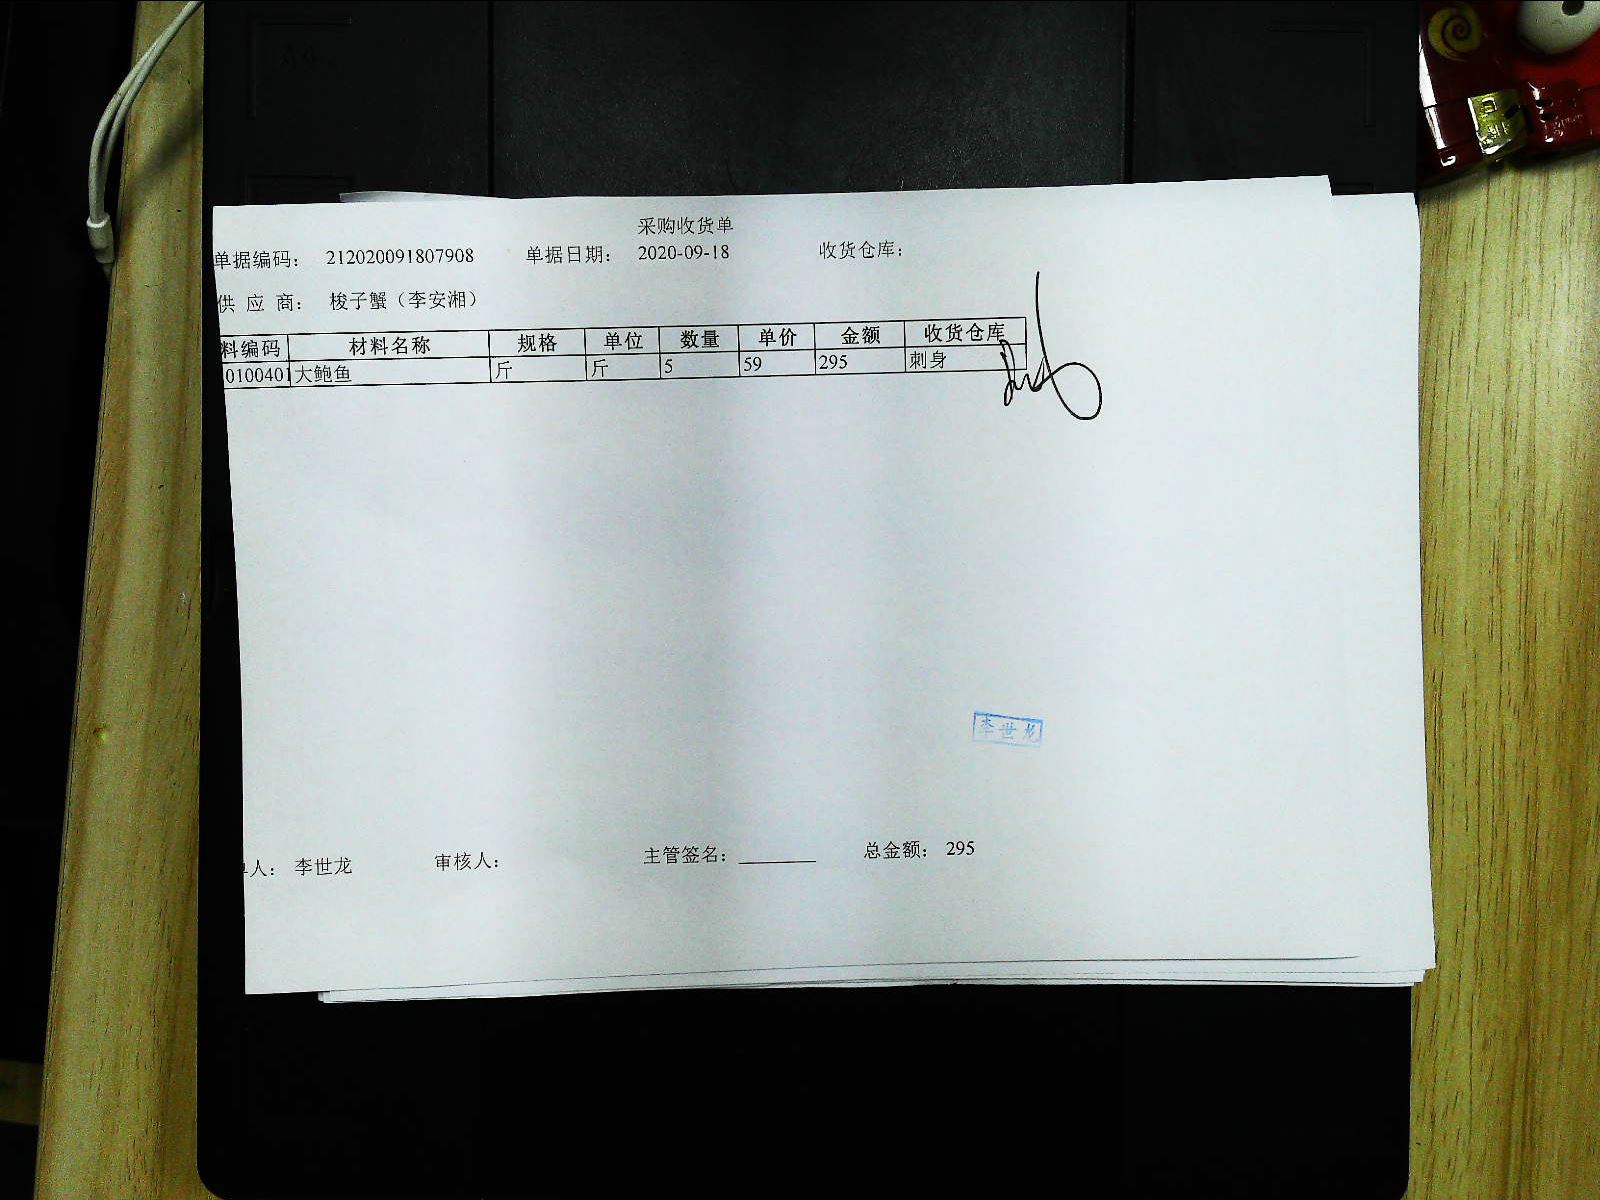 采购收货单
单据编码： 212020091807908 单据日期： 2020-09-18 收货仓库：
供 应 商： 梭子蟹（李安湘）
料编码 材料名称 规格 单位 数量 单价 金额 收货仓库
0100401 大鲍鱼 斤 斤 5 59 295 刺身
李世龙
单人： 李世龙 审核人： 主管签名： 总金额： 295